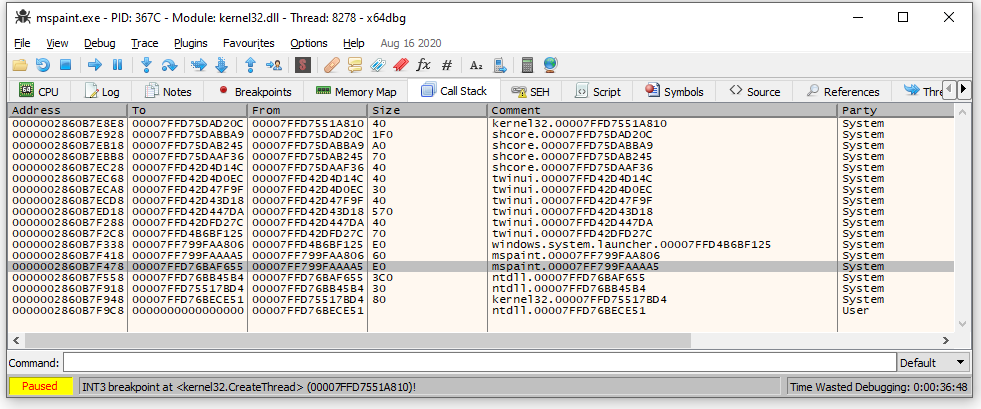 mspaint.exe - PID: 367C - Module: kernel32.dll - Thread: 8278 - x64dbg
File View Debug Trace Plugins Favourites Options Help Aug 16 2020
CPU Log Notes Breakpoints Memory Map Call Stack SEH Script Symbols Source References Thre
Address To From Size Comment Party
0000002860B7E8E8 00007FFD75DAD20C 00007FFD7551A810 40 kernel32.00007FFD7551A810 System
0000002860B7E928 00007FFD75DABBA9 00007FFD75DAD20C 1F0 shcore.00007FFD75DAD20C System
0000002860B7EB18 00007FFD75DAB245 00007FFD75DABBA9 A0 shcore.00007FFD75DABBA9 System
0000002860B7EBB8 00007FFD75DAAF36 00007FFD75DAB245 70 shcore.00007FFD75DAB245 System
0000002860B7EC28 00007FFD42D4D14C 00007FFD75DAAF36 40 shcore.00007FFD75DAAF36 System
0000002860B7EC68 00007FFD42D4D0EC 00007FFD42D4D14C 40 twinui.00007FFD42D4D14C System
0000002860B7ECA8 00007FFD42D47F9F 00007FFD42D4D0EC 30 twinui.00007FFD42D4D0EC System
0000002860B7ECD8 00007FFD42D43D18 00007FFD42D47F9F 40 twinui.00007FFD42D47F9F System
0000002860B7ED18 00007FFD42D447DA 00007FFD42D43D18 570 twinui.00007FFD42D43D18 System
0000002860B7F288 00007FFD42DFD27C 00007FFD42D447DA 40 twinui.00007FFD42D447DA System
0000002860B7F2C8 00007FFD4B6BF125 00007FFD42DFD27C 70 twinui.00007FFD42DFD27C System
0000002860B7F338 00007FF799FAA806 00007FFD4B6BF125 E0 windows.system.launcher.00007FFD4B6BF125 System
0000002860B7F418 00007FF799FAAAA5 00007FF799FAA806 60 mspaint.00007FF799FAA806 System
0000002860B7F478 00007FFD76BAF655 00007FF799FAAAA5 E0 mspaint.00007FF799FAAAA5 System
0000002860B7F558 00007FFD76BB45B4 00007FFD76BAF655 3C0 ntdll.00007FFD76BAF655 System
0000002860B7F918 00007FFD75517BD4 00007FFD76BB45B4 30 ntdll.00007FFD76BB45B4 System
0000002860B7F948 00007FFD76BECE51 00007FFD75517BD4 80 kernel32.00007FFD75517BD4 System
0000002860B7F9C8 0000000000000000 00007FFD76BECE51 ntdll.00007FFD76BECE51 User
Command: Default
Paused INT3 breakpoint at <kernel32.CreateThread> (00007FFD7551A810)! Time Wasted Debugging: 0:00:36:48